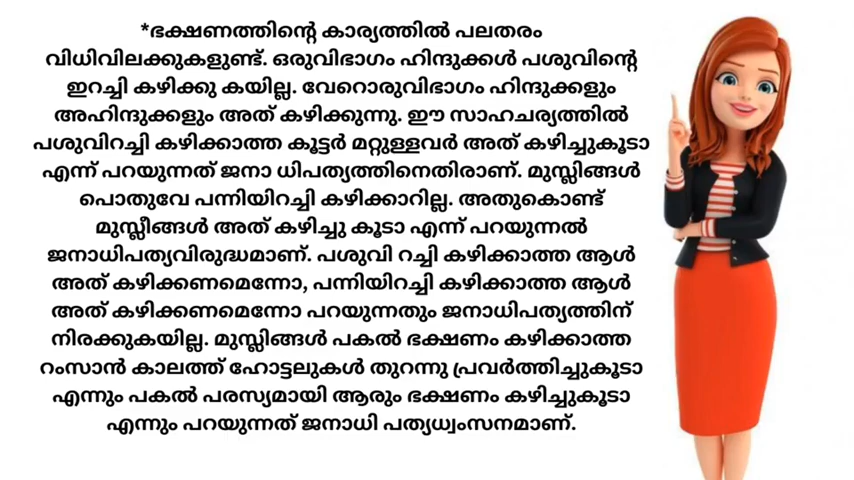 *ഭക്ഷണത്തിന്റെ കാര്യത്തിൽ പലതരം
വിധിവിലക്കുകളുണ്ട്. ഒരുവിഭാഗം ഹിന്ദുക്കൾ പശുവിന്റെ
ഇറച്ചി കഴിക്കു കയില്ല. വേറൊരുവിഭാഗം ഹിന്ദുക്കളും
അഹിന്ദുക്കളും അത് കഴിക്കുന്നു. ഈ സാഹചര്യത്തിൽ
പശുവിറച്ചി കഴിക്കാത്ത കൂട്ടർ മറ്റുള്ളവർ അത് കഴിച്ചുകൂടാ
എന്ന് പറയുന്നത് ജനാ ധിപത്യത്തിനെതിരാണ്. മുസ്ലിങ്ങൾ
പൊതുവേ പന്നിയിറച്ചി കഴിക്കാറില്ല. അതുകൊണ്ട്
മുസ്ലീങ്ങൾ അത് കഴിച്ചു കൂടാ എന്ന് പറയുന്നൽ
ജനാധിപത്യവിരുദ്ധമാണ്. പശുവി റച്ചി കഴിക്കാത്ത ആൾ
അത് കഴിക്കണമെന്നോ, പന്നിയിറച്ചി കഴിക്കാത്ത ആൾ
അത് കഴിക്കണമെന്നോ പറയുന്നതും ജനാധിപത്യത്തിന്
നിരക്കുകയില്ല. മുസ്ലിങ്ങൾ പകൽ ഭക്ഷണം കഴിക്കാത്ത
റംസാൻ കാലത്ത് ഹോട്ടലുകൾ തുറന്നു പ്രവർത്തിച്ചുകൂടാ
എന്നും പകൽ പരസ്യമായി ആരും ഭക്ഷണം കഴിച്ചുകൂടാ
എന്നും പറയുന്നത് ജനാധി പത്യധ്വംസനമാണ്.